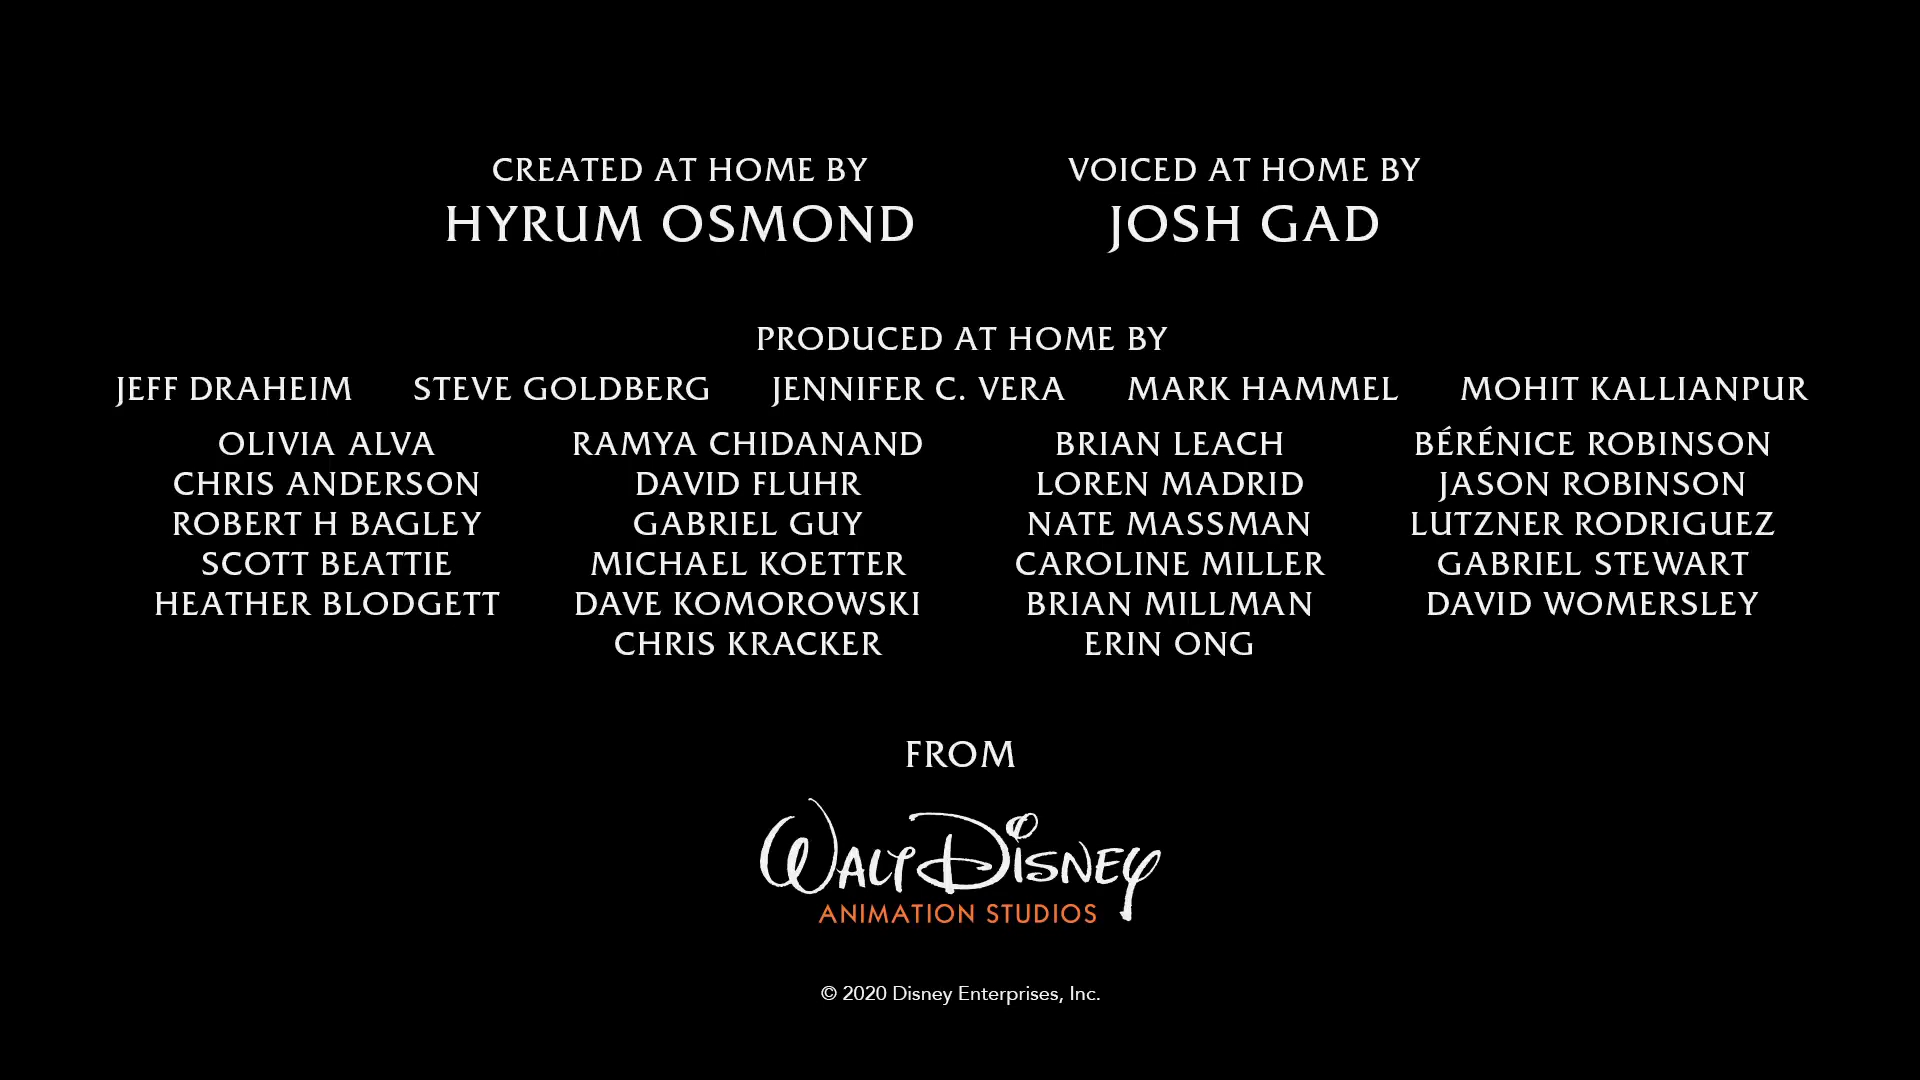 CREATED AT HOME BY VOICED AT HOME BY
HYRUM OSMOND JOSH GAD
PRODUCED AT HOME BY
JEFF DRAHEIM STEVE GOLDBERG JENNIFER C. VERA MARK HAMMEL MOHIT KALLIANPUR
OLIVIA ALVA RAMYA CHIDANAND BRIAN LEACH BÉRÉNICE ROBINSON
CHRIS ANDERSON DAVID FLUHR LOREN MADRID JASON ROBINSON
ROBERT H BAGLEY GABRIEL GUY NATE MASSMAN LUTZNER RODRIGUEZ
SCOTT BEATTIE MICHAEL KOETTER CAROLINE MILLER GABRIEL STEWART
HEATHER BLODGETT DAVE KOMOROWSKI BRIAN MILLMAN DAVID WOMERSLEY
CHRIS KRACKER ERIN ONG
FROM
WALT DISNEY
ANIMATION STUDIOS
© 2020 Disney Enterprises, Inc.